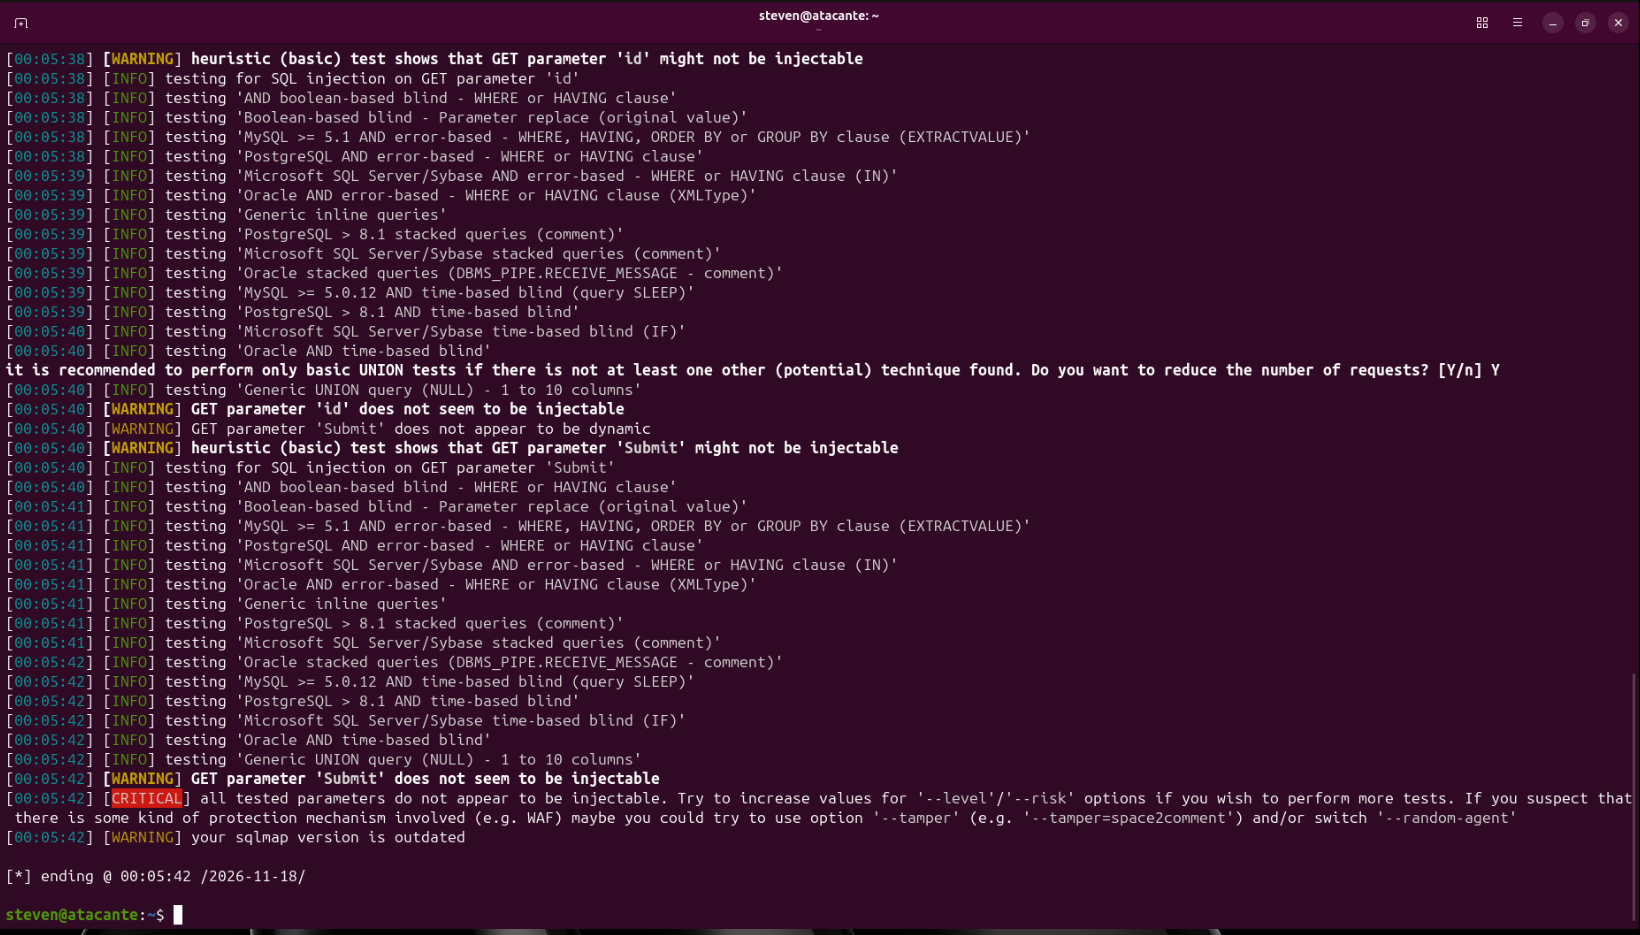 steven@atacante: ~
~
[00:05:38] [WARNING] heuristic (basic) test shows that GET parameter 'id' might not be injectable
[00:05:38] [INFO] testing for SQL injection on GET parameter 'id'
[00:05:38] [INFO] testing 'AND boolean-based blind - WHERE or HAVING clause'
[00:05:38] [INFO] testing 'Boolean-based blind - Parameter replace (original value)'
[00:05:38] [INFO] testing 'MySQL >= 5.1 AND error-based - WHERE, HAVING, ORDER BY or GROUP BY clause (EXTRACTVALUE)'
[00:05:38] [INFO] testing 'PostgreSQL AND error-based - WHERE or HAVING clause'
[00:05:39] [INFO] testing 'Microsoft SQL Server/Sybase AND error-based - WHERE or HAVING clause (IN)'
[00:05:39] [INFO] testing 'Oracle AND error-based - WHERE or HAVING clause (XMLType)'
[00:05:39] [INFO] testing 'Generic inline queries'
[00:05:39] [INFO] testing 'PostgreSQL > 8.1 stacked queries (comment)'
[00:05:39] [INFO] testing 'Microsoft SQL Server/Sybase stacked queries (comment)'
[00:05:39] [INFO] testing 'Oracle stacked queries (DBMS_PIPE.RECEIVE_MESSAGE - comment)'
[00:05:39] [INFO] testing 'MySQL >= 5.0.12 AND time-based blind (query SLEEP)'
[00:05:39] [INFO] testing 'PostgreSQL > 8.1 AND time-based blind'
[00:05:40] [INFO] testing 'Microsoft SQL Server/Sybase time-based blind (IF)'
[00:05:40] [INFO] testing 'Oracle AND time-based blind'
it is recommended to perform only basic UNION tests if there is not at least one other (potential) technique found. Do you want to reduce the number of requests? [Y/n] Y
[00:05:40] [INFO] testing 'Generic UNION query (NULL) - 1 to 10 columns'
[00:05:40] [WARNING] GET parameter 'id' does not seem to be injectable
[00:05:40] [WARNING] GET parameter 'Submit' does not appear to be dynamic
[00:05:40] [WARNING] heuristic (basic) test shows that GET parameter 'Submit' might not be injectable
[00:05:40] [INFO] testing for SQL injection on GET parameter 'Submit'
[00:05:40] [INFO] testing 'AND boolean-based blind - WHERE or HAVING clause'
[00:05:41] [INFO] testing 'Boolean-based blind - Parameter replace (original value)'
[00:05:41] [INFO] testing 'MySQL >= 5.1 AND error-based - WHERE, HAVING, ORDER BY or GROUP BY clause (EXTRACTVALUE)'
[00:05:41] [INFO] testing 'PostgreSQL AND error-based - WHERE or HAVING clause'
[00:05:41] [INFO] testing 'Microsoft SQL Server/Sybase AND error-based - WHERE or HAVING clause (IN)'
[00:05:41] [INFO] testing 'Oracle AND error-based - WHERE or HAVING clause (XMLType)'
[00:05:41] [INFO] testing 'Generic inline queries'
[00:05:41] [INFO] testing 'PostgreSQL > 8.1 stacked queries (comment)'
[00:05:41] [INFO] testing 'Microsoft SQL Server/Sybase stacked queries (comment)'
[00:05:42] [INFO] testing 'Oracle stacked queries (DBMS_PIPE.RECEIVE_MESSAGE - comment)'
[00:05:42] [INFO] testing 'MySQL >= 5.0.12 AND time-based blind (query SLEEP)'
[00:05:42] [INFO] testing 'PostgreSQL > 8.1 AND time-based blind'
[00:05:42] [INFO] testing 'Microsoft SQL Server/Sybase time-based blind (IF)'
[00:05:42] [INFO] testing 'Oracle AND time-based blind'
[00:05:42] [INFO] testing 'Generic UNION query (NULL) - 1 to 10 columns'
[00:05:42] [WARNING] GET parameter 'Submit' does not seem to be injectable
[00:05:42] [CRITICAL] all tested parameters do not appear to be injectable. Try to increase values for '--level'/'--risk' options if you wish to perform more tests. If you suspect that
there is some kind of protection mechanism involved (e.g. WAF) maybe you could try to use option '--tamper' (e.g. '--tamper=space2comment') and/or switch '--random-agent'
[00:05:42] [WARNING] your sqlmap version is outdated
[*] ending @ 00:05:42 /2026-11-18/
steven@atacante:~$